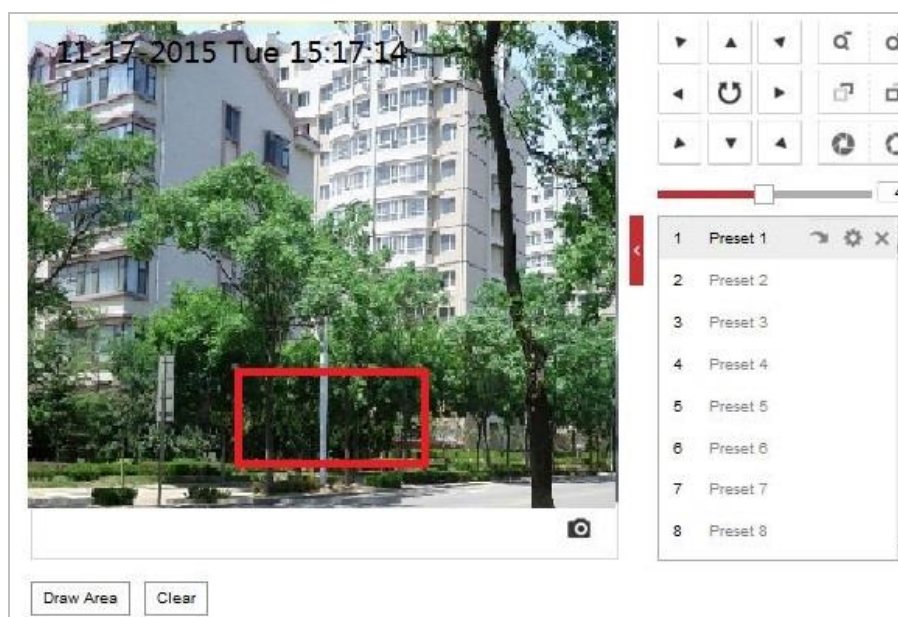 11-17-2015 Tue 15:17:14
1 Preset 1
2 Preset 2
3 Preset 3
4 Preset 4
5 Preset 5
6 Preset 6
7 Preset 7
8 Preset 8
Draw Area Clear